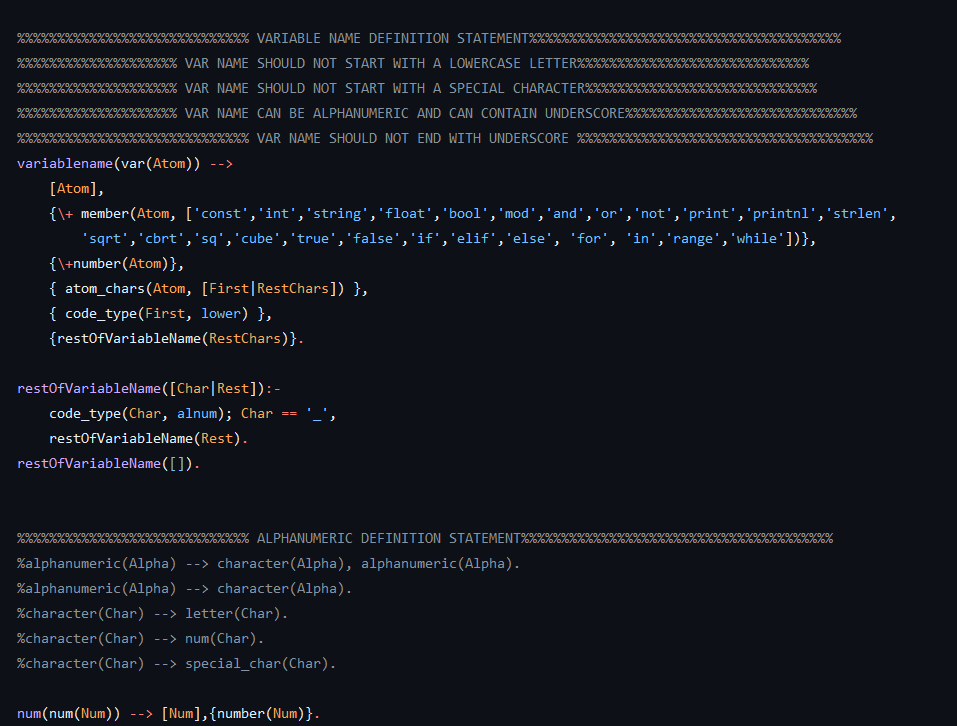 %%%%%%%%%%%%%%%%%%%%%%%%%%%%% VARIABLE NAME DEFINITION STATEMENT%%%%%%%%%%%%%%%%%%%%%%%%%%%%%%%%%%%%%%%
%%%%%%%%%%%%%%%%%%%% VAR NAME SHOULD NOT START WITH A LOWERCASE LETTER%%%%%%%%%%%%%%%%%%%%%%%%%%%%%
%%%%%%%%%%%%%%%%%%%% VAR NAME SHOULD NOT START WITH A SPECIAL CHARACTER%%%%%%%%%%%%%%%%%%%%%%%%%%%%%
%%%%%%%%%%%%%%%%%%%% VAR NAME CAN BE ALPHANUMERIC AND CAN CONTAIN UNDERSCORE%%%%%%%%%%%%%%%%%%%%%%%%%%%%%
%%%%%%%%%%%%%%%%%%%%%%%%%%%%% VAR NAME SHOULD NOT END WITH UNDERSCORE %%%%%%%%%%%%%%%%%%%%%%%%%%%%%%%%%%%%%
variablename(var(Atom)) -->
    [Atom],
    {\+ member(Atom, ['const','int','string','float','bool','mod','and','or','not','print','printnl','strlen',
        'sqrt','cbrt','sq','cube','true','false','if','elif','else', 'for', 'in','range','while'])},
    {\+number(Atom)},
    { atom_chars(Atom, [First|RestChars]) },
    { code_type(First, lower) },
    {restOfVariableName(RestChars)}.
restOfVariableName([Char|Rest]):-
    code_type(Char, alnum); Char == '_',
    restOfVariableName(Rest).
restOfVariableName([]).
%%%%%%%%%%%%%%%%%%%%%%%%%%%%% ALPHANUMERIC DEFINITION STATEMENT%%%%%%%%%%%%%%%%%%%%%%%%%%%%%%%%%%%%%%%
%alphanumeric(Alpha) --> character(Alpha), alphanumeric(Alpha).
%alphanumeric(Alpha) --> character(Alpha).
%character(Char) --> letter(Char).
%character(Char) --> num(Char).
%character(Char) --> special_char(Char).
num(num(Num)) --> [Num],{number(Num)}.